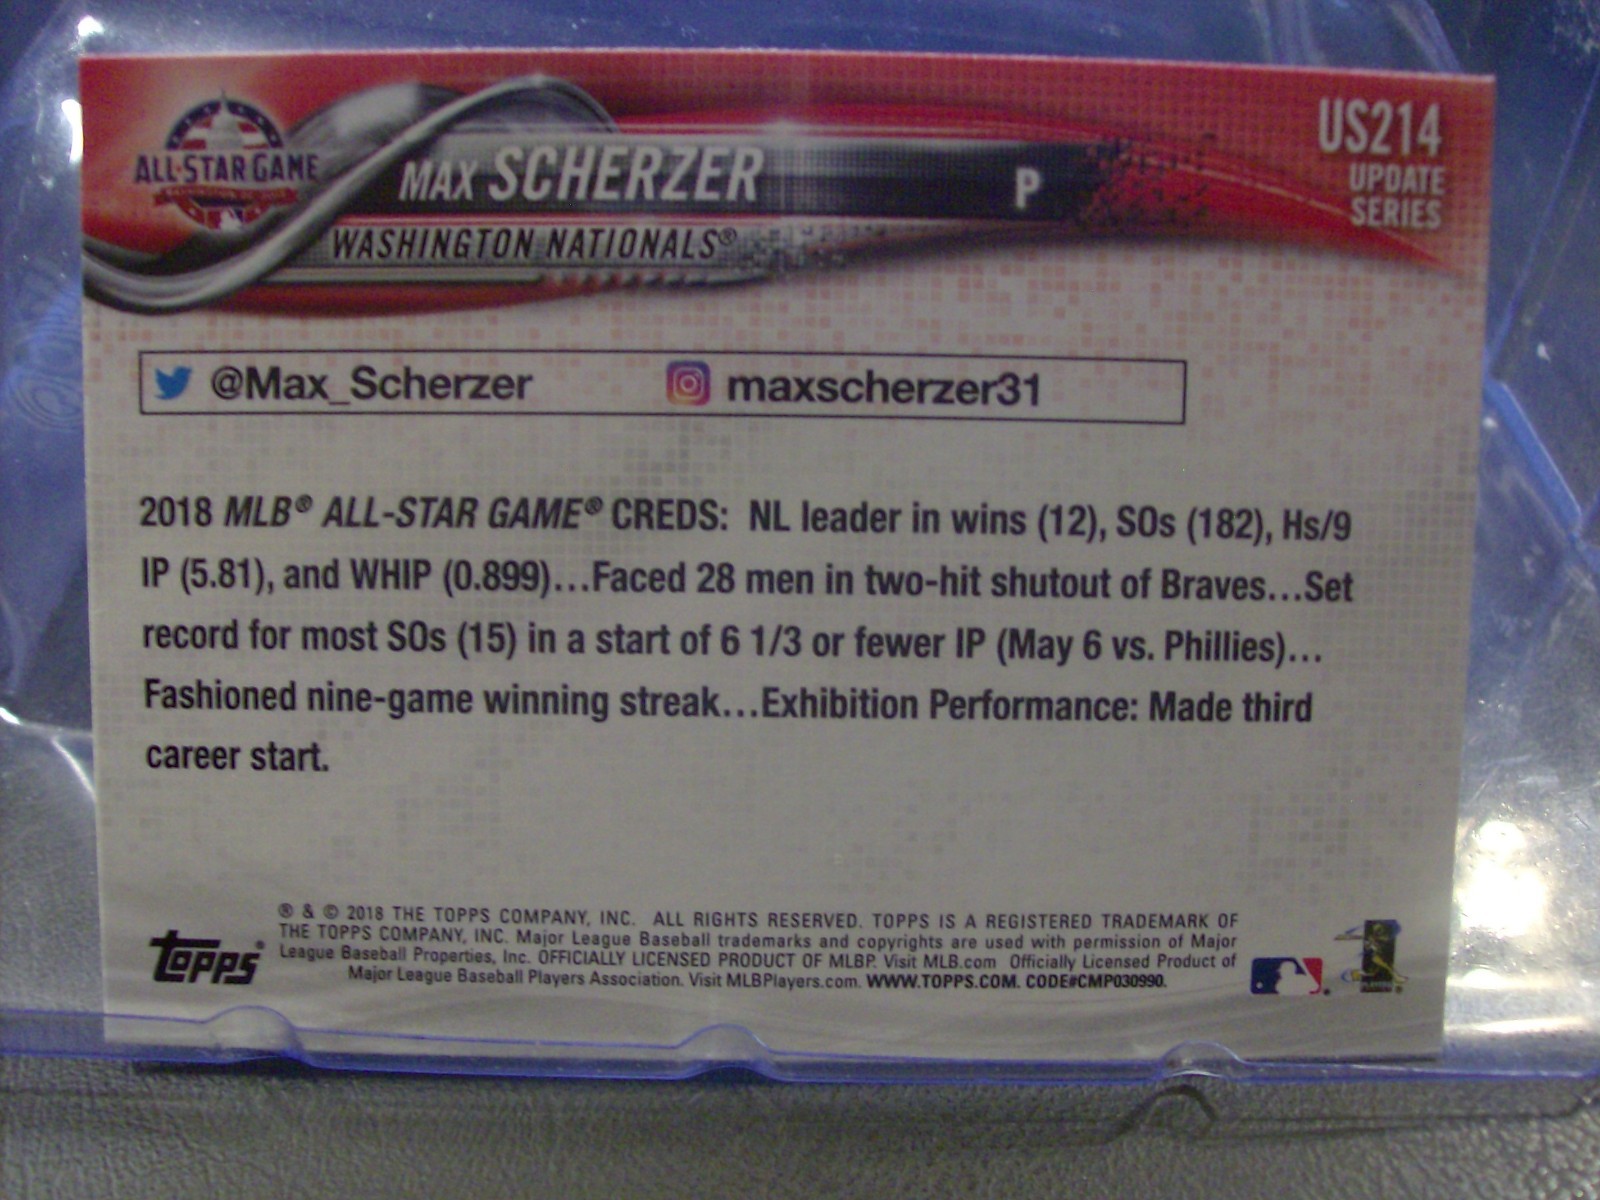 ALL-STAR GAME
MAX SCHERZER
P
US214
UPDATE
SERIES
WASHINGTON NATIONALS®
@Max_Scherzer
maxscherzer31
2018 MLB® ALL-STAR GAME® CREDS: NL leader in wins (12), SOs (182), Hs/9
IP (5.81), and WHIP (0.899)...Faced 28 men in two-hit shutout of Braves...Set
record for most SOs (15) in a start of 6 1/3 or fewer IP (May 6 vs. Phillies)...
Fashioned nine-game winning streak...Exhibition Performance: Made third
career start.
topps®
® & © 2018 THE TOPPS COMPANY, INC. ALL RIGHTS RESERVED. TOPPS IS A REGISTERED TRADEMARK OF
THE TOPPS COMPANY, INC. Major League Baseball trademarks and copyrights are used with permission of Major
League Baseball Properties, Inc. OFFICIALLY LICENSED PRODUCT OF MLBP. Visit MLB.com Officially Licensed Product of
Major League Baseball Players Association. Visit MLBPlayers.com. WWW.TOPPS.COM. CODE#CMP030990.